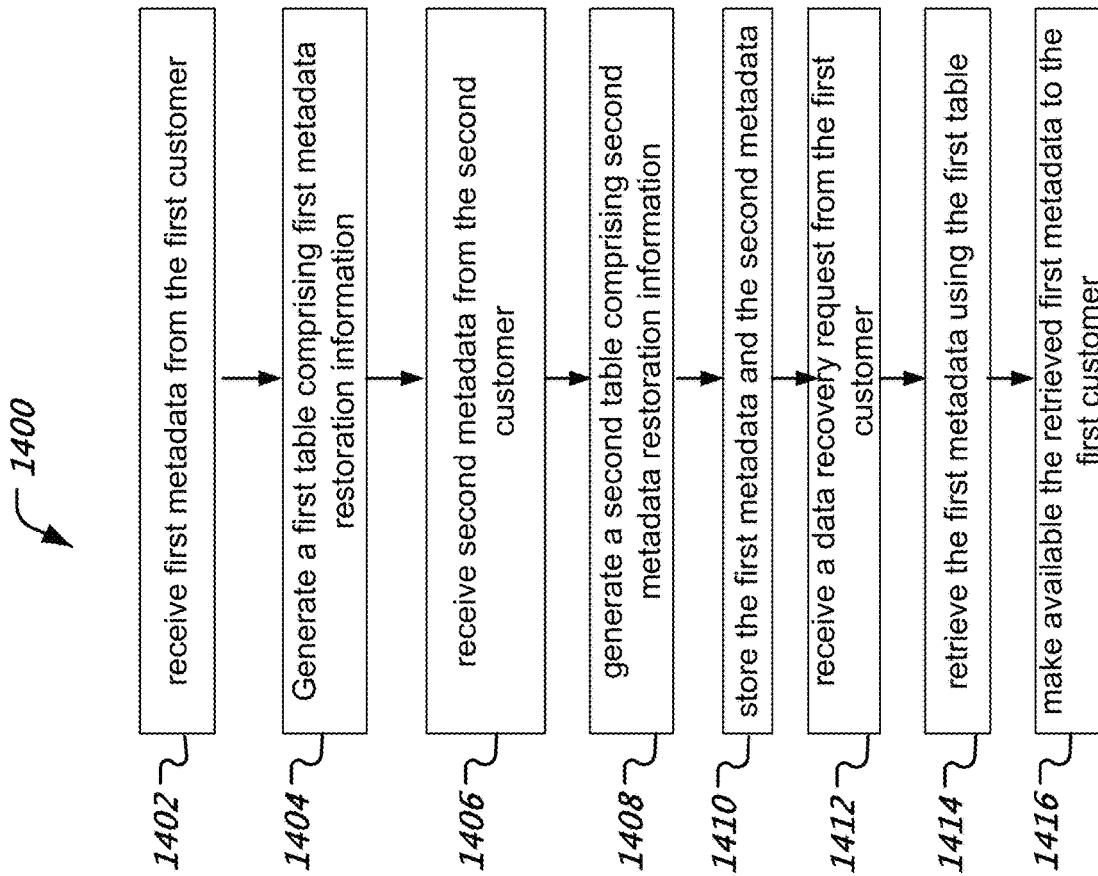 1400
1402
receive first metadata from the first customer
1404
Generate a first table comprising first metadata
restoration information
1406
receive second metadata from the second
customer
1408
generate a second table comprising second
metadata restoration information
1410
store the first metadata and the second metadata
1412
receive a data recovery request from the first
customer
1414
retrieve the first metadata using the first table
1416
make available the retrieved first metadata to the
first customer